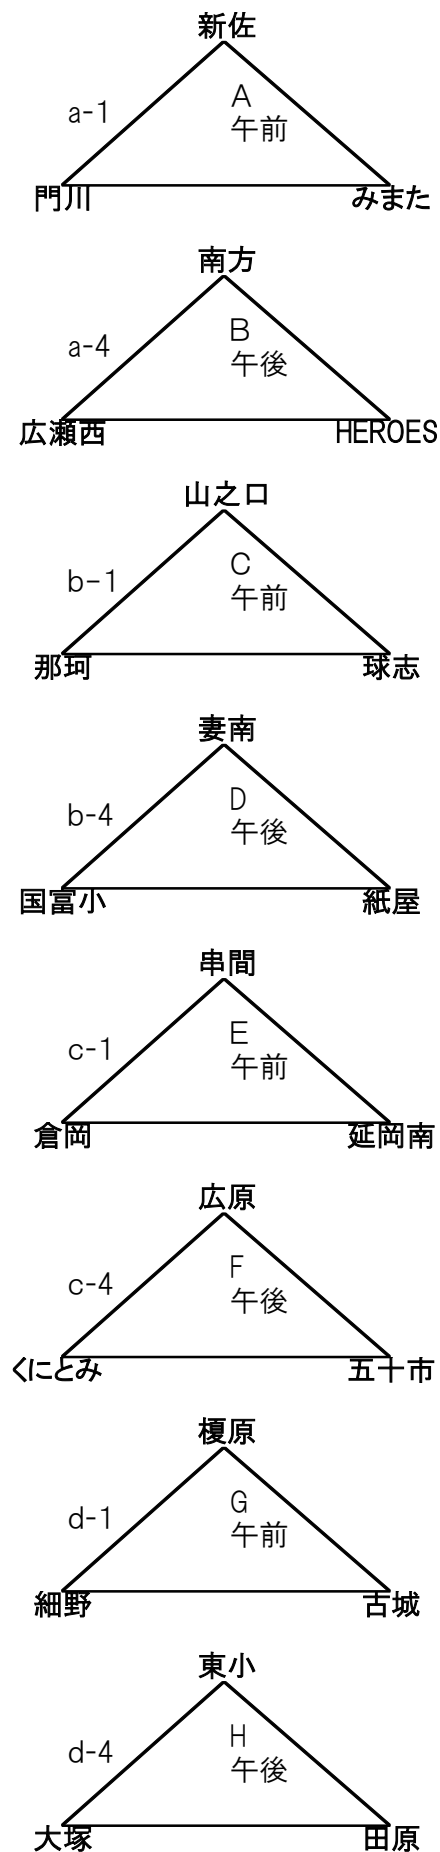 新佐
A
a-1
午前
門川
みまた
南方
B
a-4
午後
広瀬西
HEROES
山之口
C
b-1
午前
那珂
球志
妻南
D
b-4
午後
国富小
紙屋
串間
E
c-1
午前
倉岡
延岡南
広原
F
c-4
午後
くにとみ
五十市
榎原
G
d-1
午前
細野
古城
東小
H
d-4
午後
大塚
田原